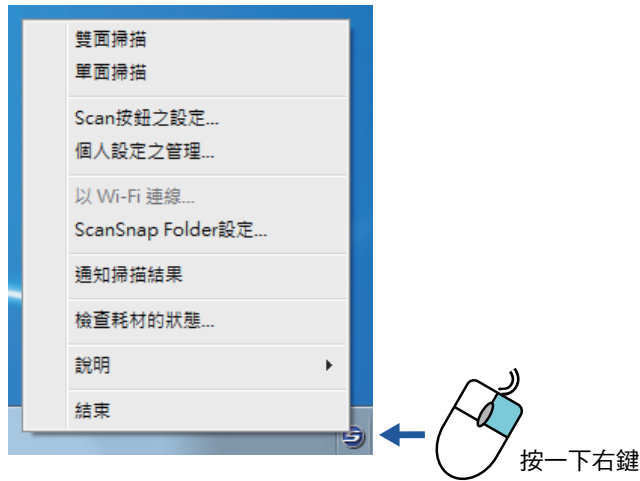 雙面掃描
單面掃描
Scan按鈕之設定...
個人設定之管理...
以 Wi-Fi 連線...
ScanSnap Folder設定...
通知掃描結果
檢查耗材的狀態...
說明
結束
按一下右鍵